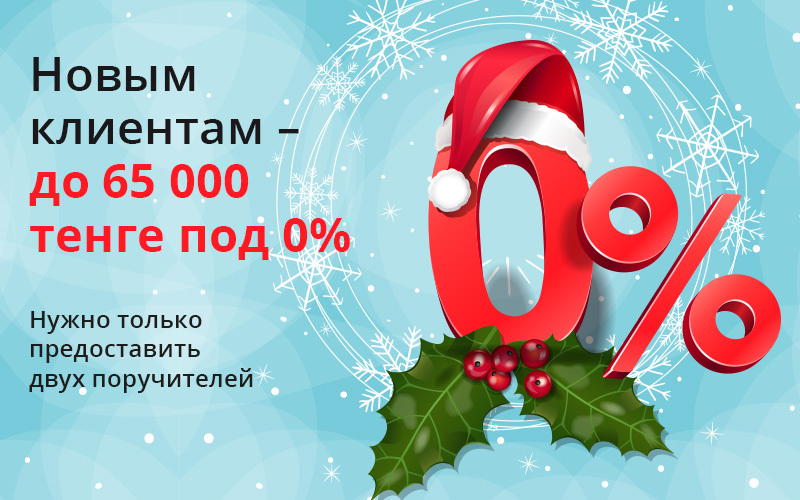 Новым
клиентам –
до 65 000
тенге под 0%
Нужно только
предоставить
двух поручителей
0%